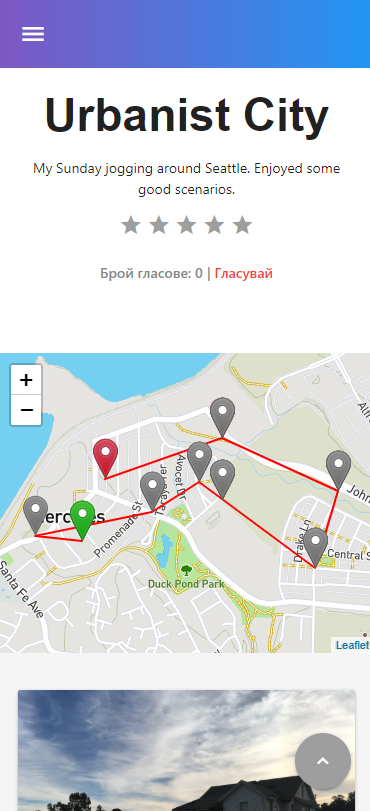 Urbanist City
My Sunday jogging around Seattle. Enjoyed some
good scenarios.
Брой гласове: 0 | Гласувай
+
−
Avocet Dr
Promenade St
Drake Ln
Central S
John
Duck Pond Park
Santa Fe Ave
Leaflet